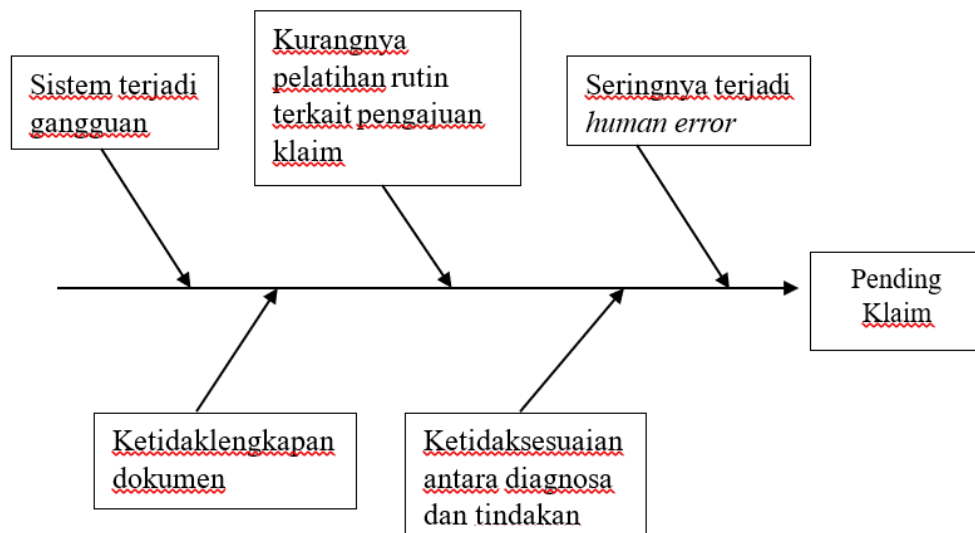 Sistem terjadi
gangguan
Kurangnya
pelatihan rutin
terkait pengajuan
klaim
Seringnya terjadi
human error
Pending
Klaim
Ketidaklengkapan
dokumen
Ketidaksesuaian
antara diagnosa
dan tindakan